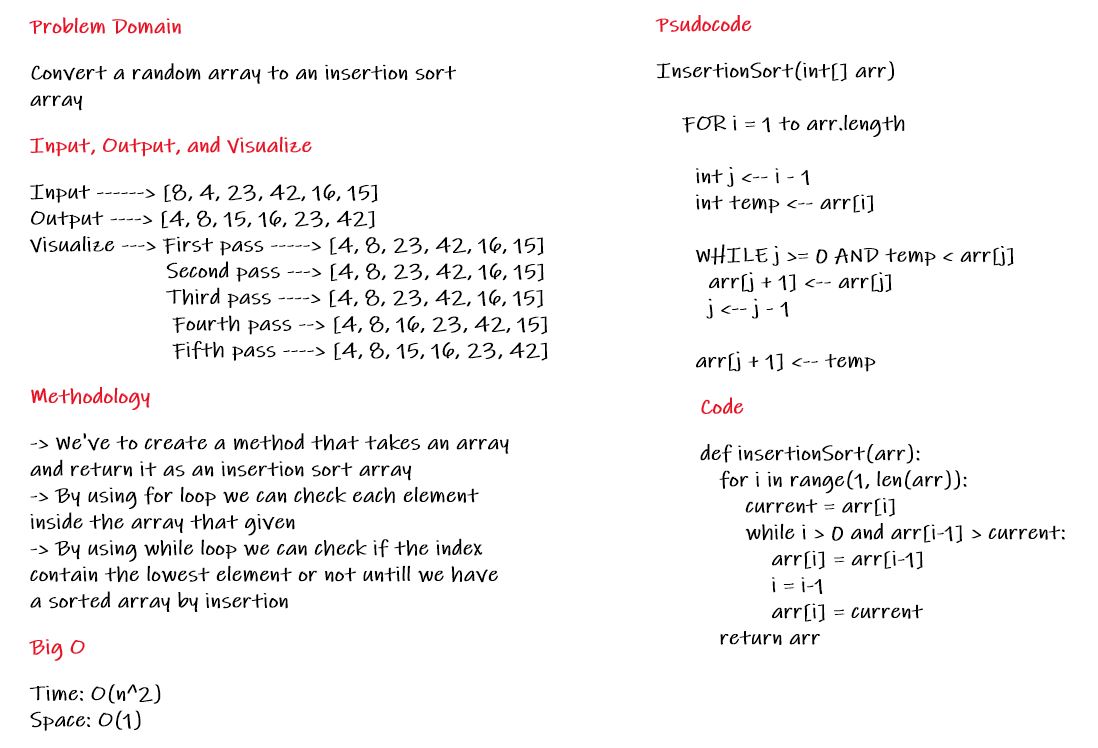 Problem Domain
Convert a random array to an insertion sort
array
Input, Output, and Visualize
Input ------> [8, 4, 23, 42, 16, 15]
Output ----> [4, 8, 15, 16, 23, 42]
Visualize ---> First pass -----> [4, 8, 23, 42, 16, 15]
Second pass ---> [4, 8, 23, 42, 16, 15]
Third pass ----> [4, 8, 23, 42, 16, 15]
Fourth pass --> [4, 8, 16, 23, 42, 15]
Fifth pass ----> [4, 8, 15, 16, 23, 42]
Methodology
-> We've to create a method that takes an array
and return it as an insertion sort array
-> By using for loop we can check each element
inside the array that given
-> By using while loop we can check if the index
contain the lowest element or not untill we have
a sorted array by insertion
Big O
Time: O(n^2)
Space: O(1)
Psudocode
InsertionSort(int[] arr)
FOR i = 1 to arr.length
int j <-- i - 1
int temp <-- arr[i]
WHILE j >= 0 AND temp < arr[j]
arr[j + 1] <-- arr[j]
j <-- j - 1
arr[j + 1] <-- temp
Code
def insertionSort(arr):
for i in range(1, len(arr)):
current = arr[i]
while i > 0 and arr[i-1] > current:
arr[i] = arr[i-1]
i = i-1
arr[i] = current
return arr